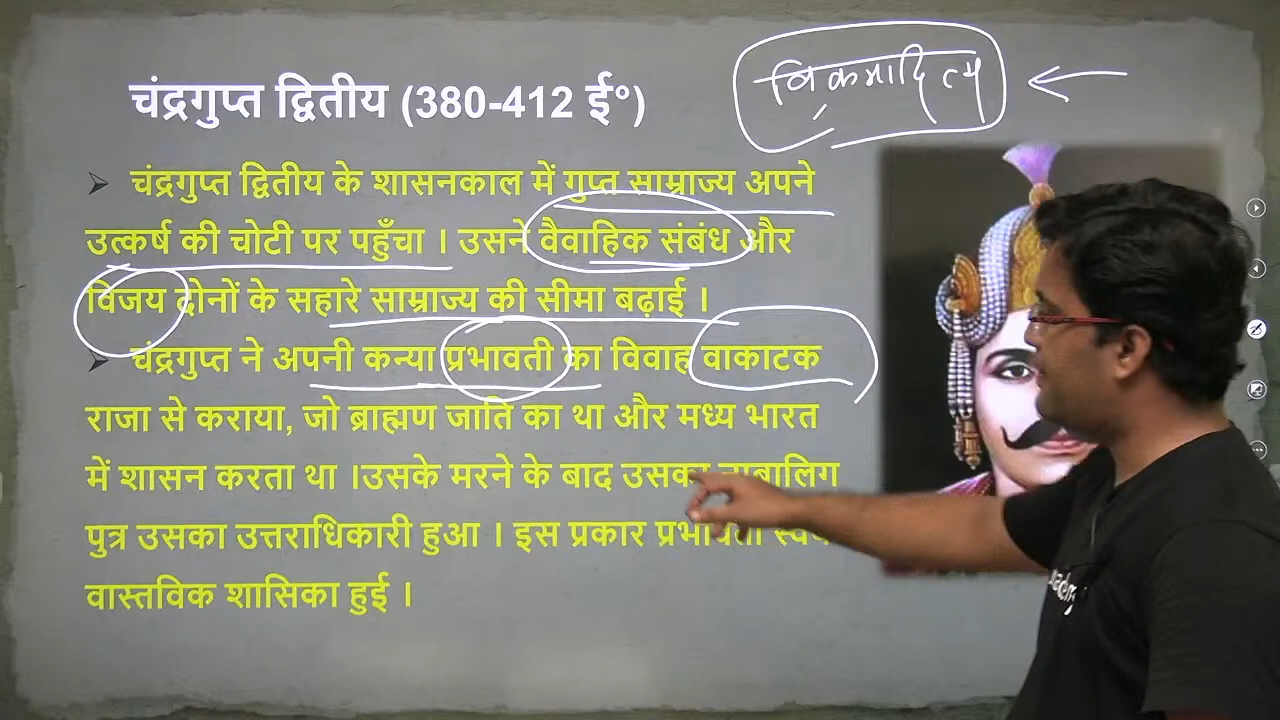 चंद्रगुप्त द्वितीय (380-412 ई°)
विक्रमादित्य
➤ चंद्रगुप्त द्वितीय के शासनकाल में गुप्त साम्राज्य अपने
उत्कर्ष की चोटी पर पहुँचा । उसने वैवाहिक संबंध और
विजय दोनों के सहारे साम्राज्य की सीमा बढ़ाई ।
➤ चंद्रगुप्त ने अपनी कन्या प्रभावती का विवाह वाकाटक
राजा से कराया, जो ब्राह्मण जाति का था और मध्य भारत
में शासन करता था ।उसके मरने के बाद
पुत्र उसका उत्तराधिकारी हुआ । इस प्रकार
वास्तविक शासिका हुई ।